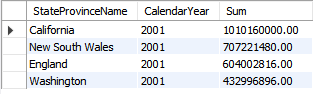 StateProvinceName CalendarYear Sum
California 2001 1010160000.00
New South Wales 2001 707221480.00
England 2001 604002816.00
Washington 2001 432996896.00